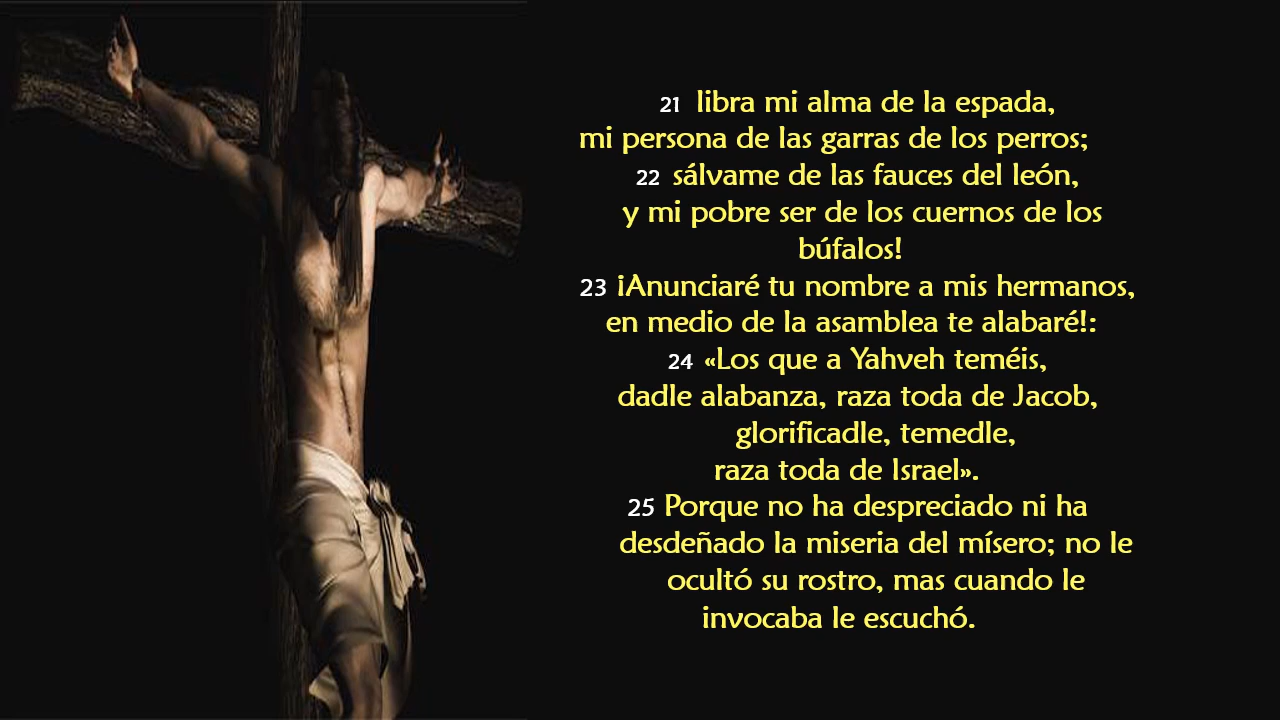 21 libra mi alma de la espada,
mi persona de las garras de los perros;
22 sálvame de las fauces del león,
y mi pobre ser de los cuernos de los
búfalos!
23 ¡Anunciaré tu nombre a mis hermanos,
en medio de la asamblea te alabaré!:
24 «Los que a Yahveh teméis,
dadle alabanza, raza toda de Jacob,
glorificadle, temedle,
raza toda de Israel».
25 Porque no ha despreciado ni ha
desdeñado la miseria del mísero; no le
ocultó su rostro, mas cuando le
invocaba le escuchó.